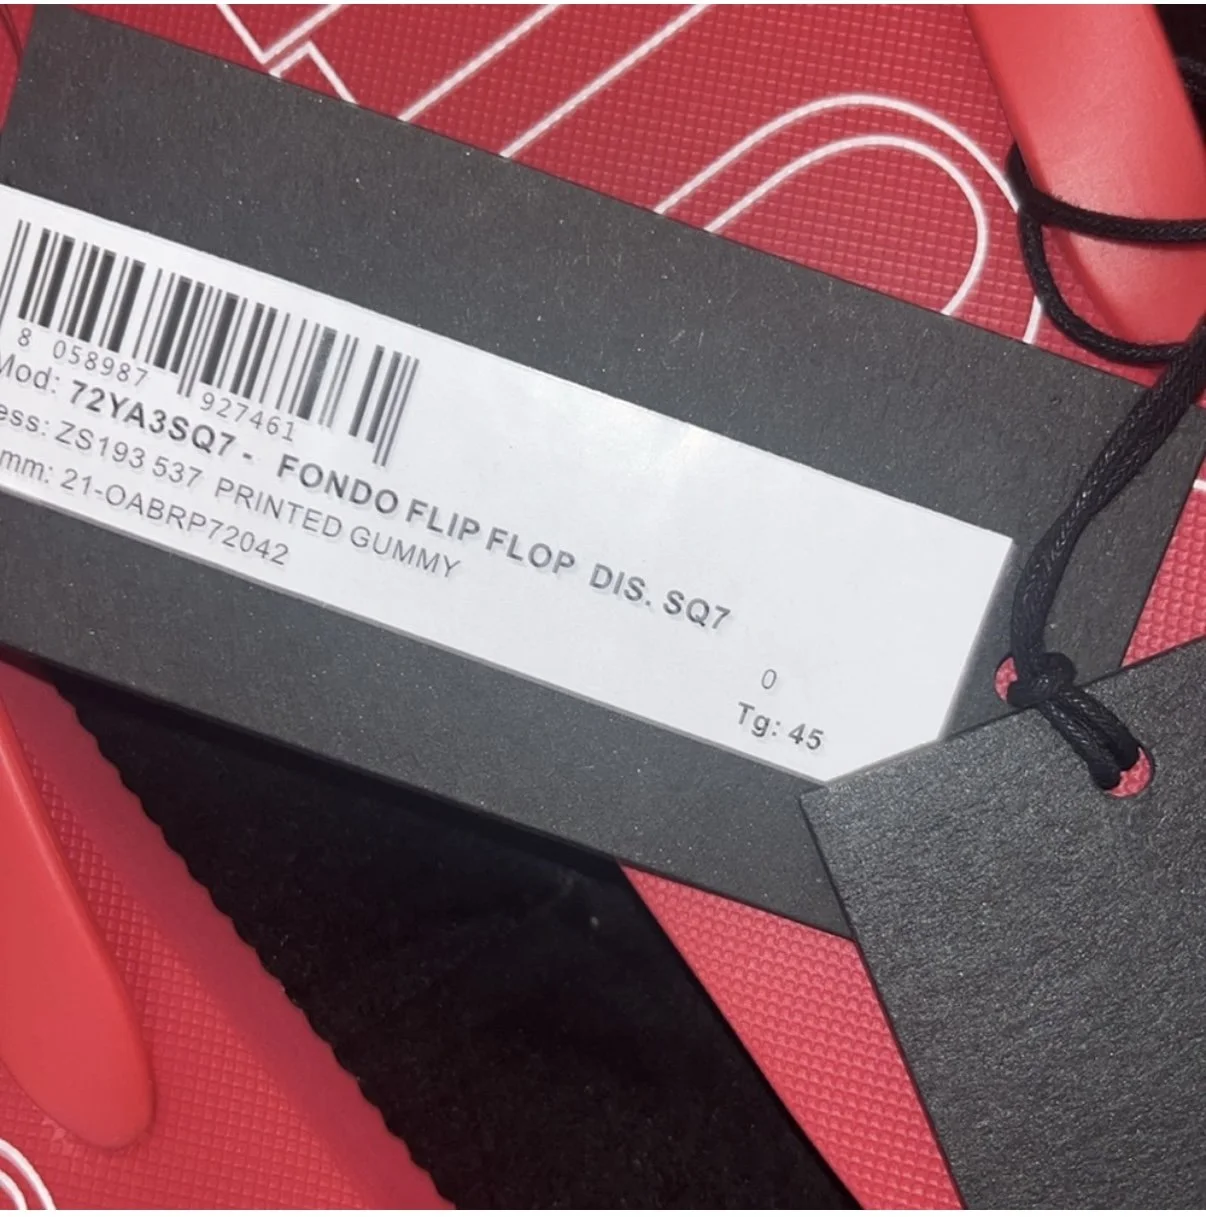 8 058987 927461
Mod: 72YA3SQ7 - FONDO FLIP FLOP DIS. SQ7
ess: ZS193 537 PRINTED GUMMY
mm: 21-OABRP72042
0
Tg: 45